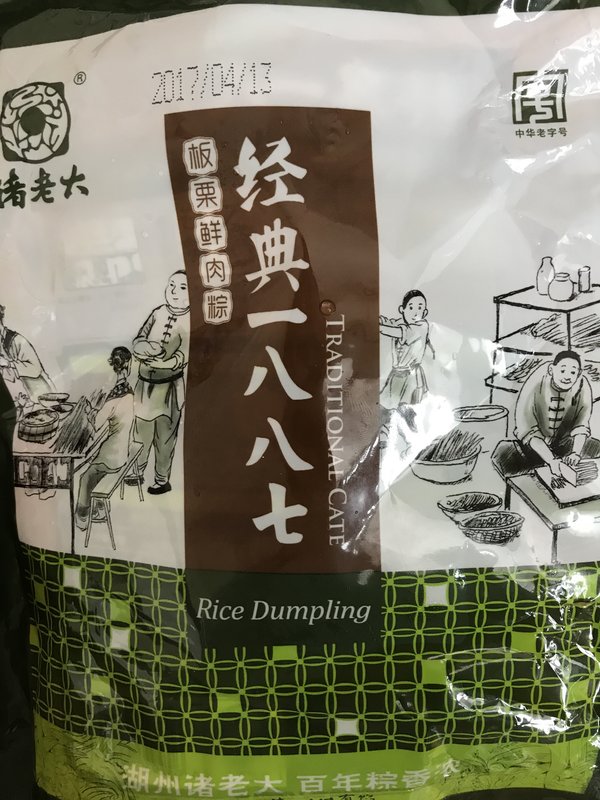 2017/04/13
®
中华老字号
诸老大
经典一八八七
板栗鲜肉粽
TRADITIONAL CATE
Rice Dumpling
湖州诸老大 百年粽香浓